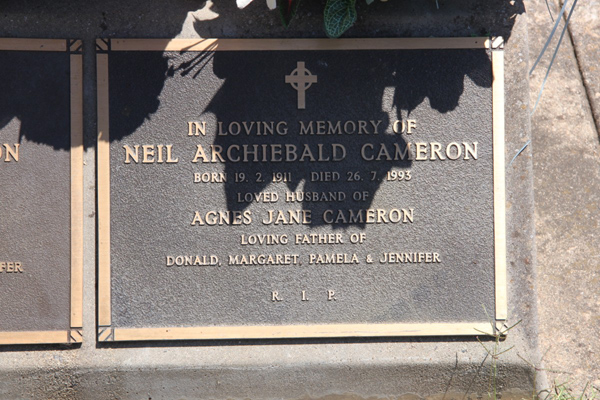 IN LOVING MEMORY OF
NEIL ARCHIEBALD CAMERON
BORN 19. 2. 1911 DIED 26. 7. 1993
LOVED HUSBAND OF
AGNES JANE CAMERON
LOVING FATHER OF
DONALD, MARGARET, PAMELA & JENNIFER
R. I. P.